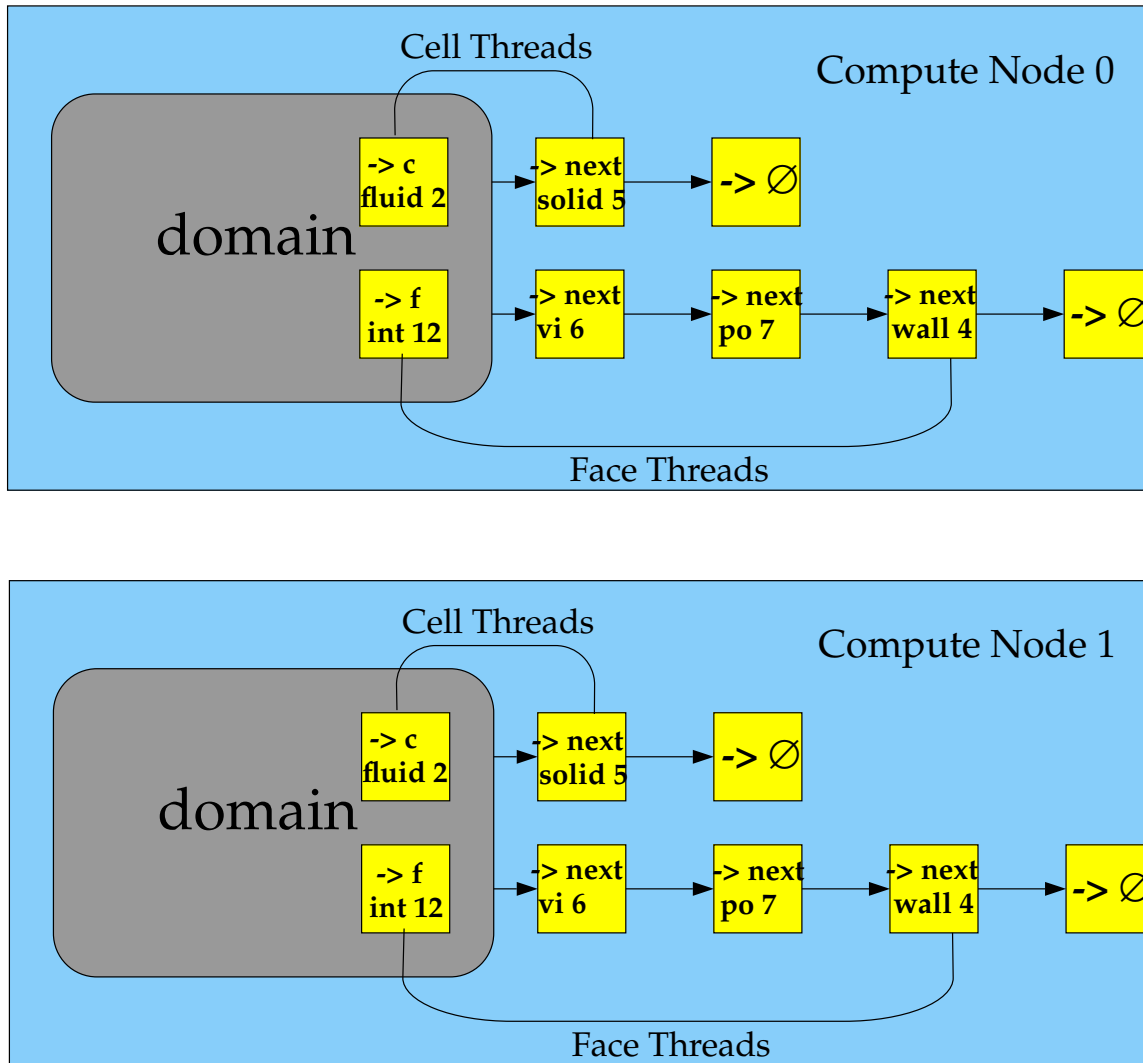 Cell Threads
Compute Node 0
-> c
fluid 2
-> next
solid 5
-> ∅
domain
-> f
int 12
-> next
vi 6
-> next
po 7
-> next
wall 4
-> ∅
Face Threads
Cell Threads
Compute Node 1
-> c
fluid 2
-> next
solid 5
-> ∅
domain
-> f
int 12
-> next
vi 6
-> next
po 7
-> next
wall 4
-> ∅
Face Threads